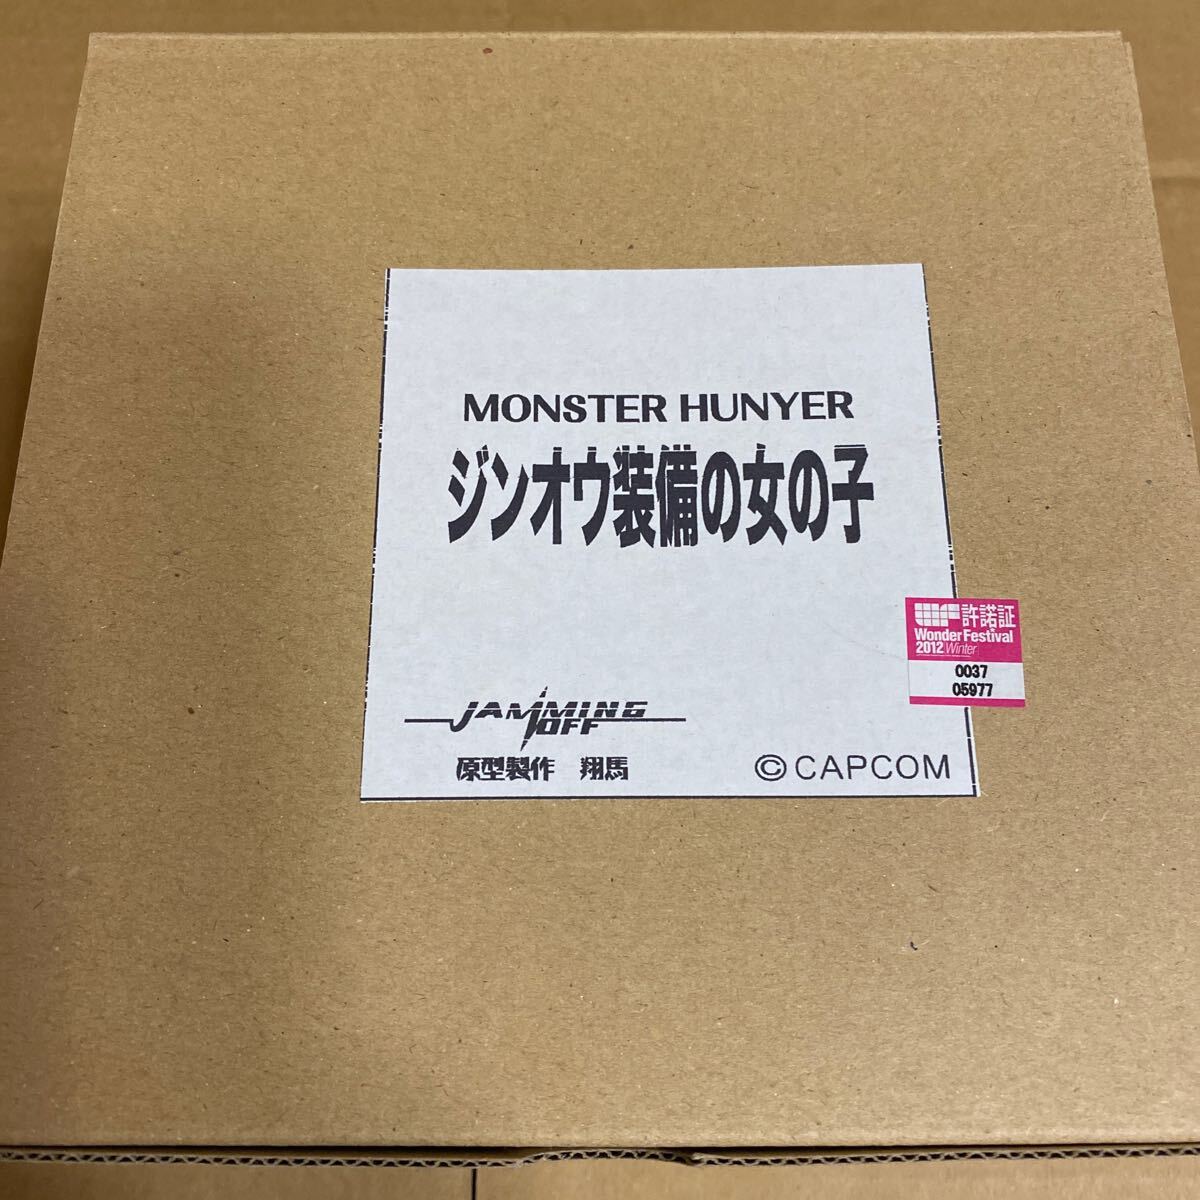 MONSTER HUNYER
ジンオウ装備の女の子
JAMMING
OFF
原型製作 翔馬
©CAPCOM
WF 許諾証
Wonder Festival
2012 Winter
0037
05977